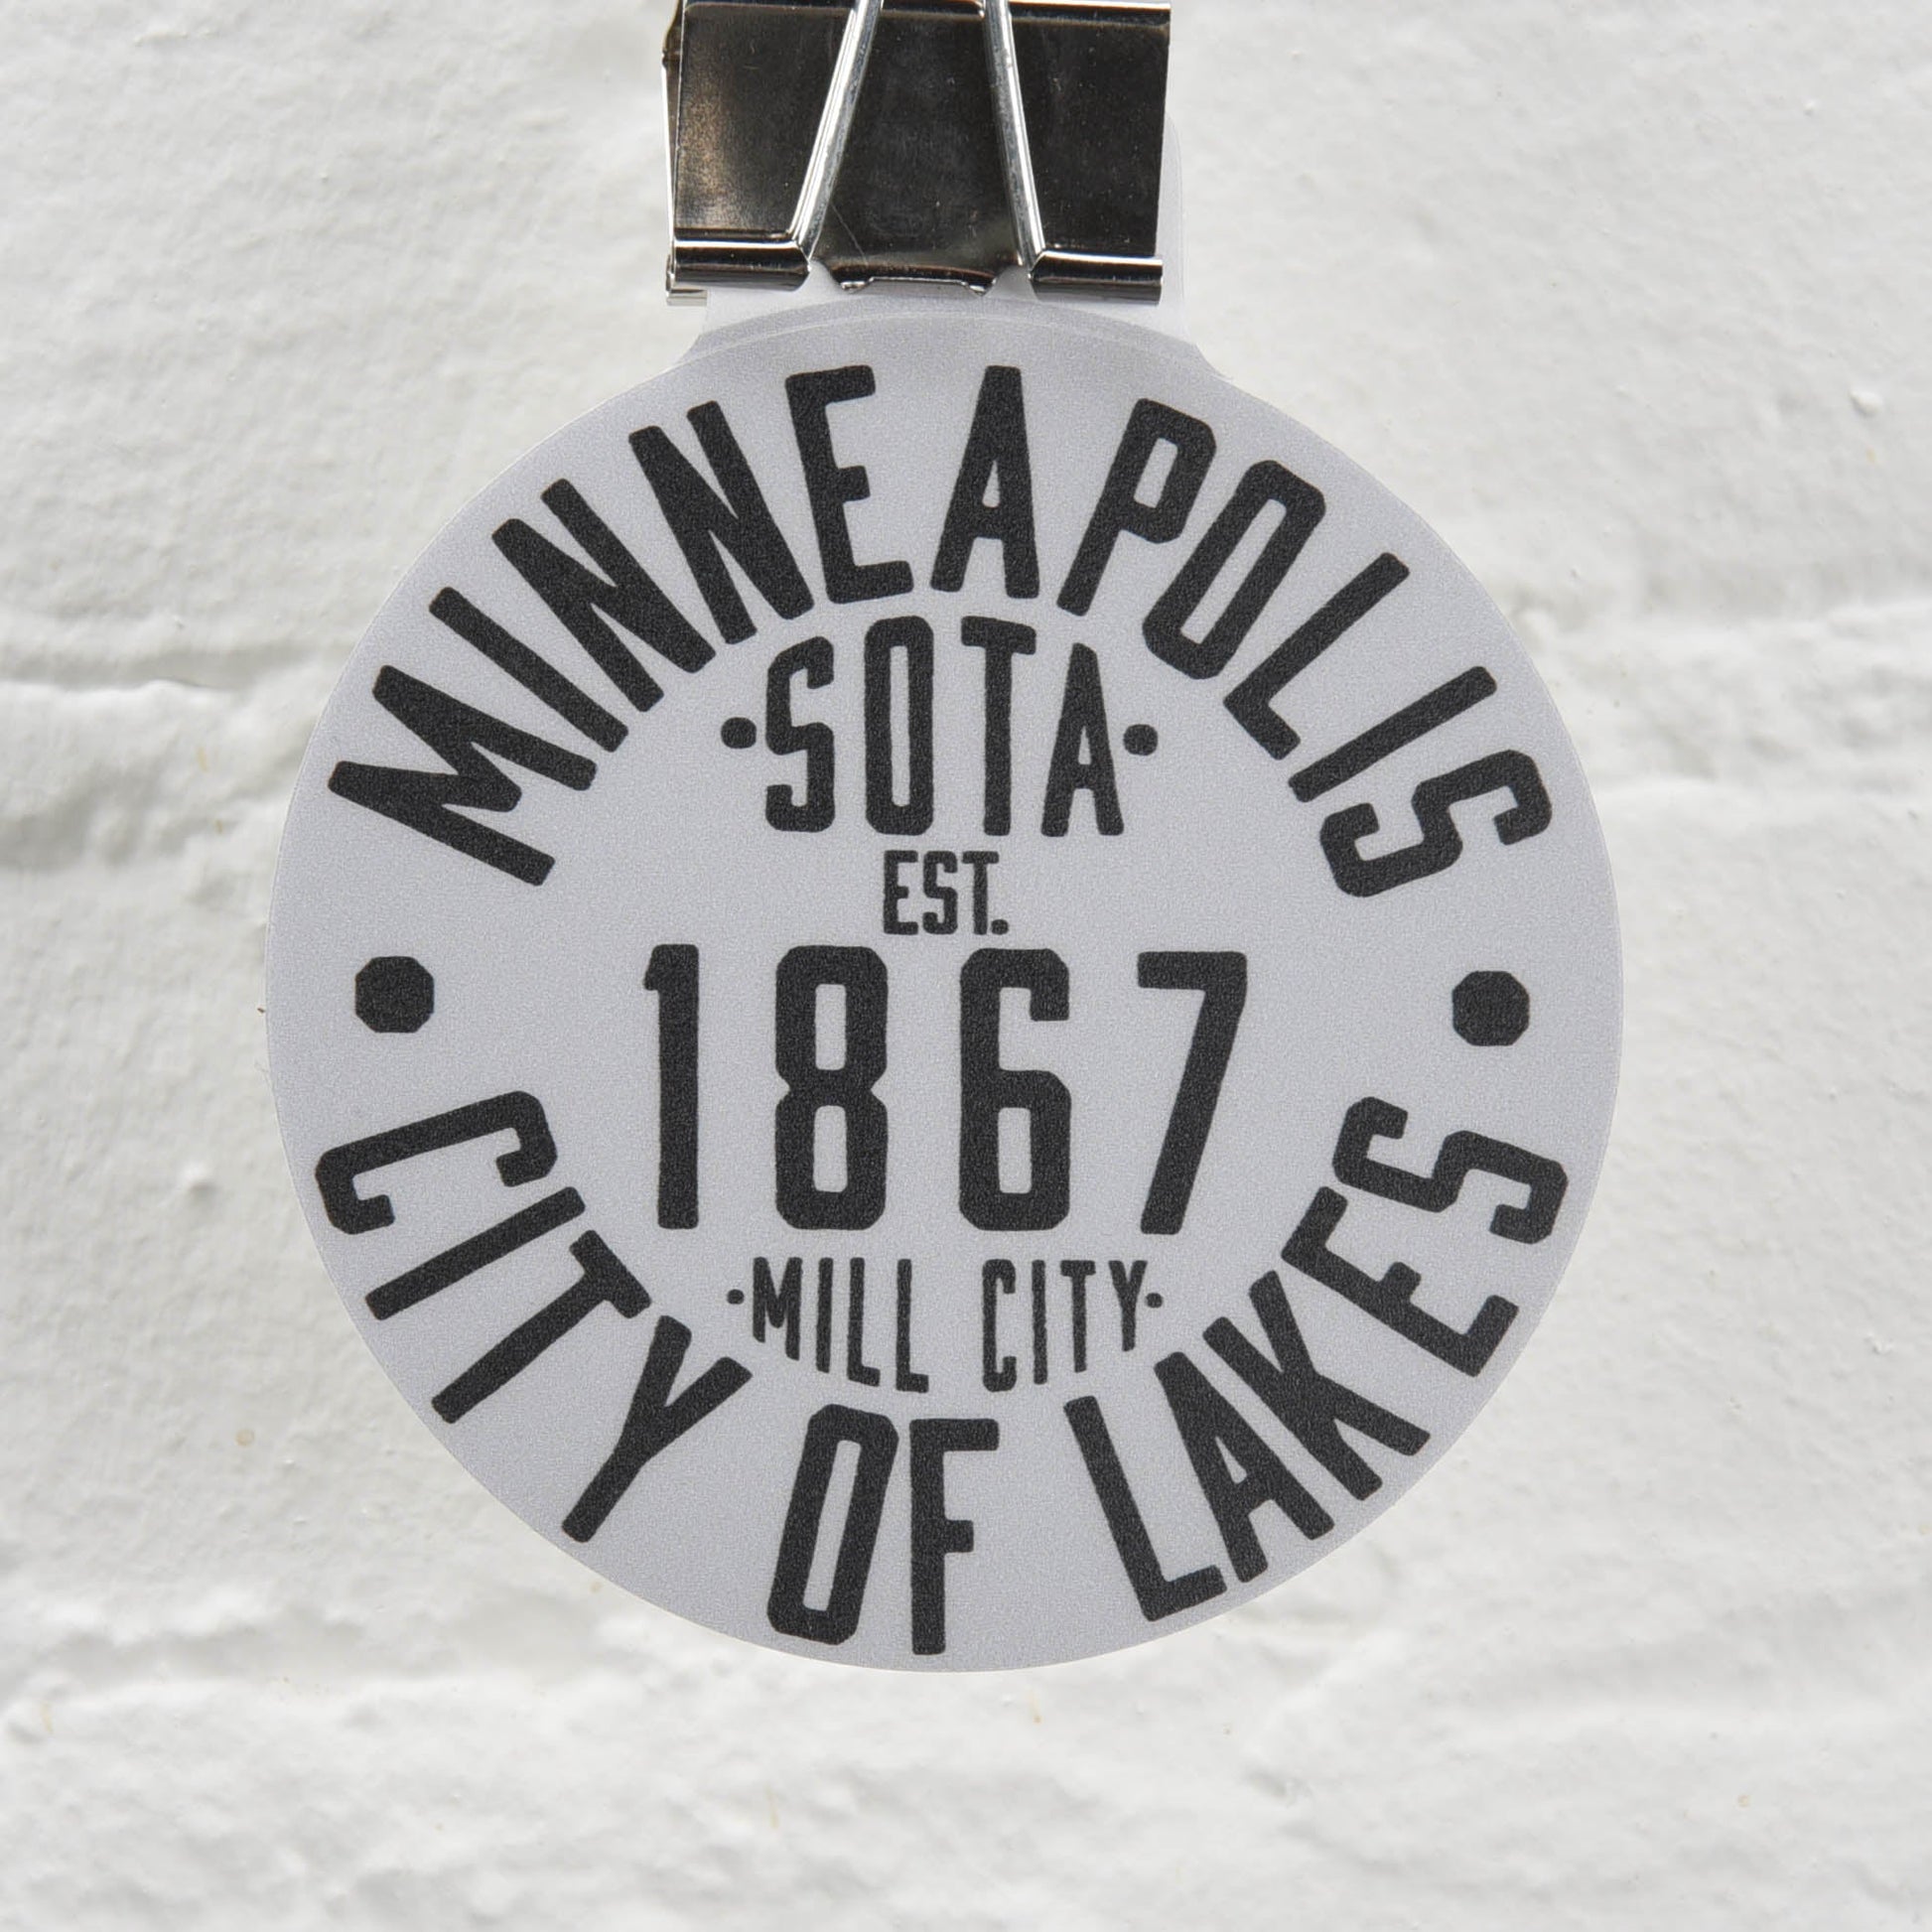 MINNEAPOLIS
·SOTA·
EST.
1867
·MILL CITY·
• CITY OF LAKES •